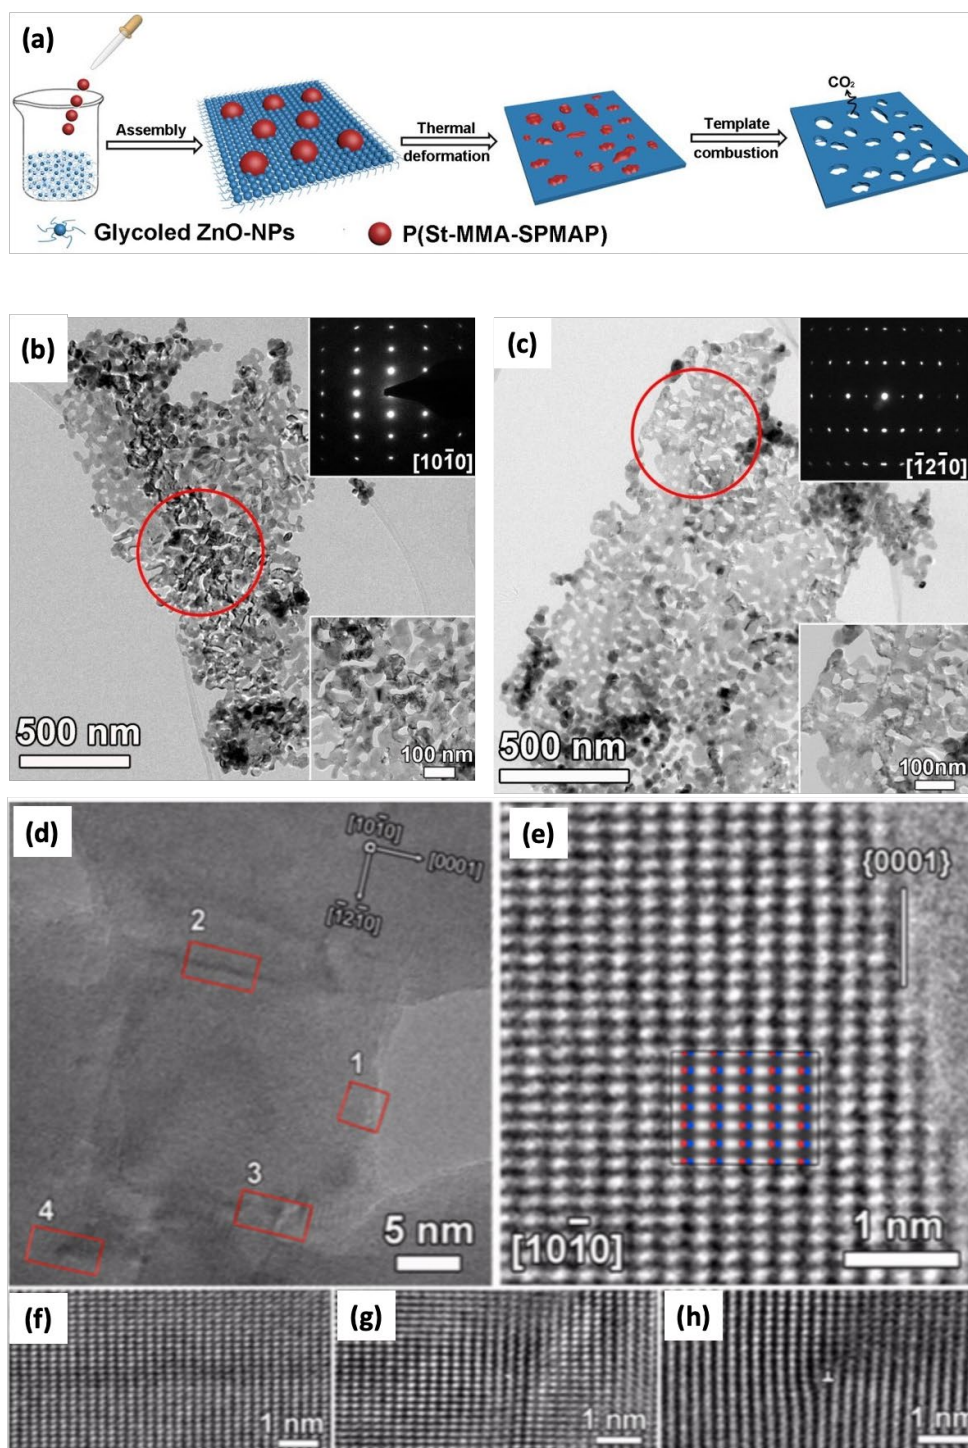 (a)
CO₂
Assembly
Thermal
deformation
Template
combustion
Glycoled ZnO-NPs
P(St-MMA-SPMAP)
(b)
[101̄0]
500 nm
100 nm
(c)
[1̄21̄0]
500 nm
100nm
(d)
[101̄0]
[0001]
[1̄21̄0]
2
1
3
4
5 nm
(e)
{0001}
[101̄0]
1 nm
(f)
1 nm
(g)
1 nm
(h)
1 nm